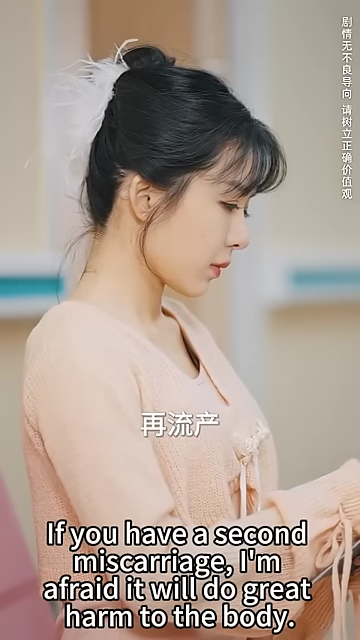 剧情无不良导向 请树立正确价值观
再流产
If you have a second
miscarriage, I'm
afraid it will do great
harm to the body.